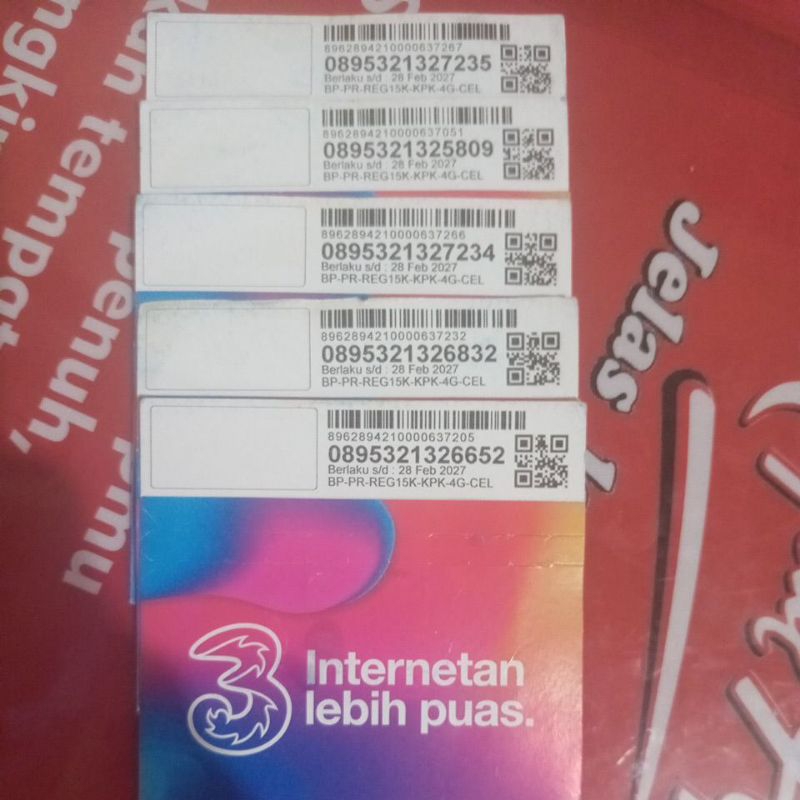 8962894210000637267
0895321327235
Berlaku s/d : 28 Feb 2027
BP-PR-REG15K-KPK-4G-CEL
8962894210000637051
0895321325809
Berlaku s/d : 28 Feb 2027
BP-PR-REG15K-KPK-4G-CEL
8962894210000637266
0895321327234
Berlaku s/d : 28 Feb 2027
BP-PR-REG15K-KPK-4G-CEL
8962894210000637232
0895321326832
Berlaku s/d : 28 Feb 2027
BP-PR-REG15K-KPK-4G-CEL
8962894210000637205
0895321326652
Berlaku s/d : 28 Feb 2027
BP-PR-REG15K-KPK-4G-CEL
3
Internetan
lebih puas.
kan tempat
penuh,
pmu
Jelas